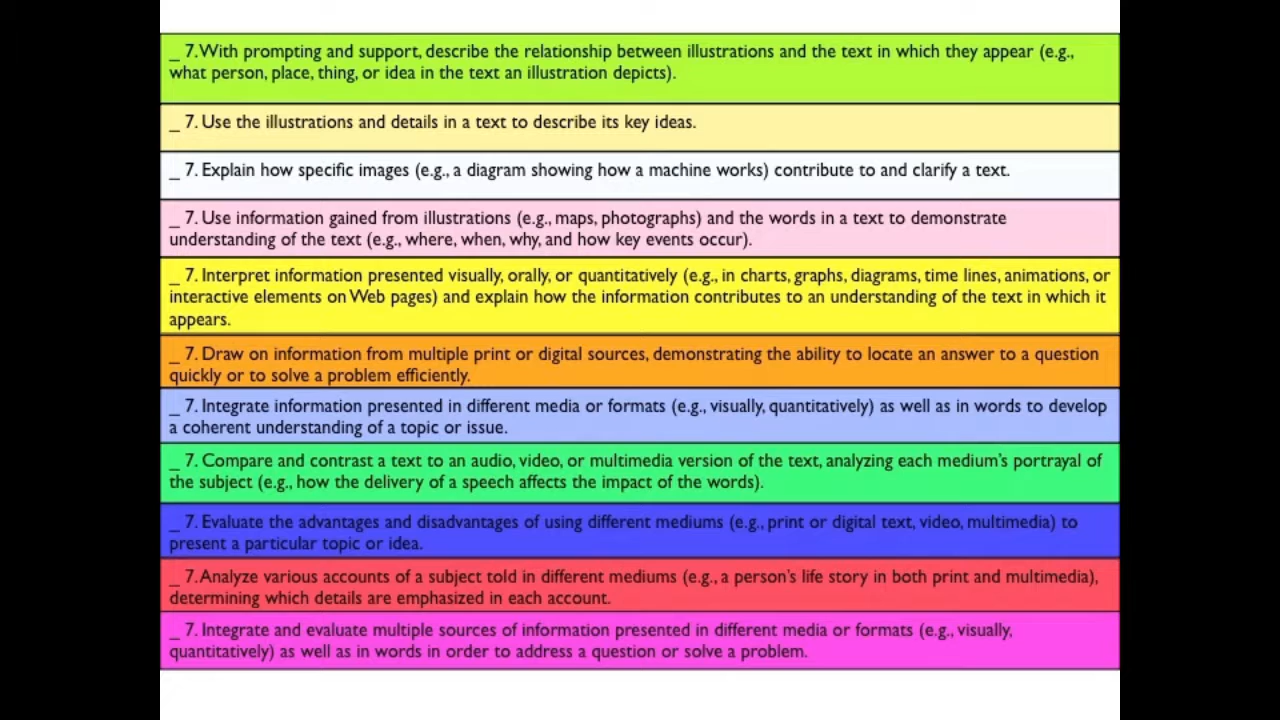 _ 7. With prompting and support, describe the relationship between illustrations and the text in which they appear (e.g.,
what person, place, thing, or idea in the text an illustration depicts).
_ 7. Use the illustrations and details in a text to describe its key ideas.
_ 7. Explain how specific images (e.g., a diagram showing how a machine works) contribute to and clarify a text.
_ 7. Use information gained from illustrations (e.g., maps, photographs) and the words in a text to demonstrate
understanding of the text (e.g., where, when, why, and how key events occur).
_ 7. Interpret information presented visually, orally, or quantitatively (e.g., in charts, graphs, diagrams, time lines, animations, or
interactive elements on Web pages) and explain how the information contributes to an understanding of the text in which it
appears.
_ 7. Draw on information from multiple print or digital sources, demonstrating the ability to locate an answer to a question
quickly or to solve a problem efficiently.
_ 7. Integrate information presented in different media or formats (e.g., visually, quantitatively) as well as in words to develop
a coherent understanding of a topic or issue.
_ 7. Compare and contrast a text to an audio, video, or multimedia version of the text, analyzing each medium's portrayal of
the subject (e.g., how the delivery of a speech affects the impact of the words).
_ 7. Evaluate the advantages and disadvantages of using different mediums (e.g., print or digital text, video, multimedia) to
present a particular topic or idea.
_ 7. Analyze various accounts of a subject told in different mediums (e.g., a person's life story in both print and multimedia),
determining which details are emphasized in each account.
_ 7. Integrate and evaluate multiple sources of information presented in different media or formats (e.g., visually,
quantitatively) as well as in words in order to address a question or solve a problem.